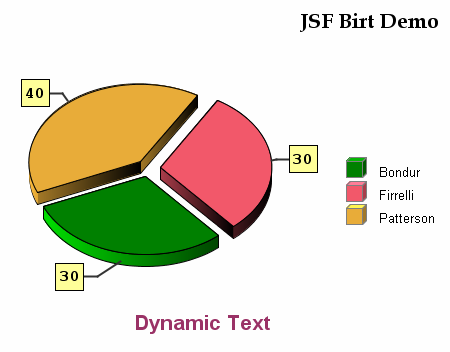 JSF Birt Demo
40
30
Bondur
Firrelli
Patterson
30
Dynamic Text